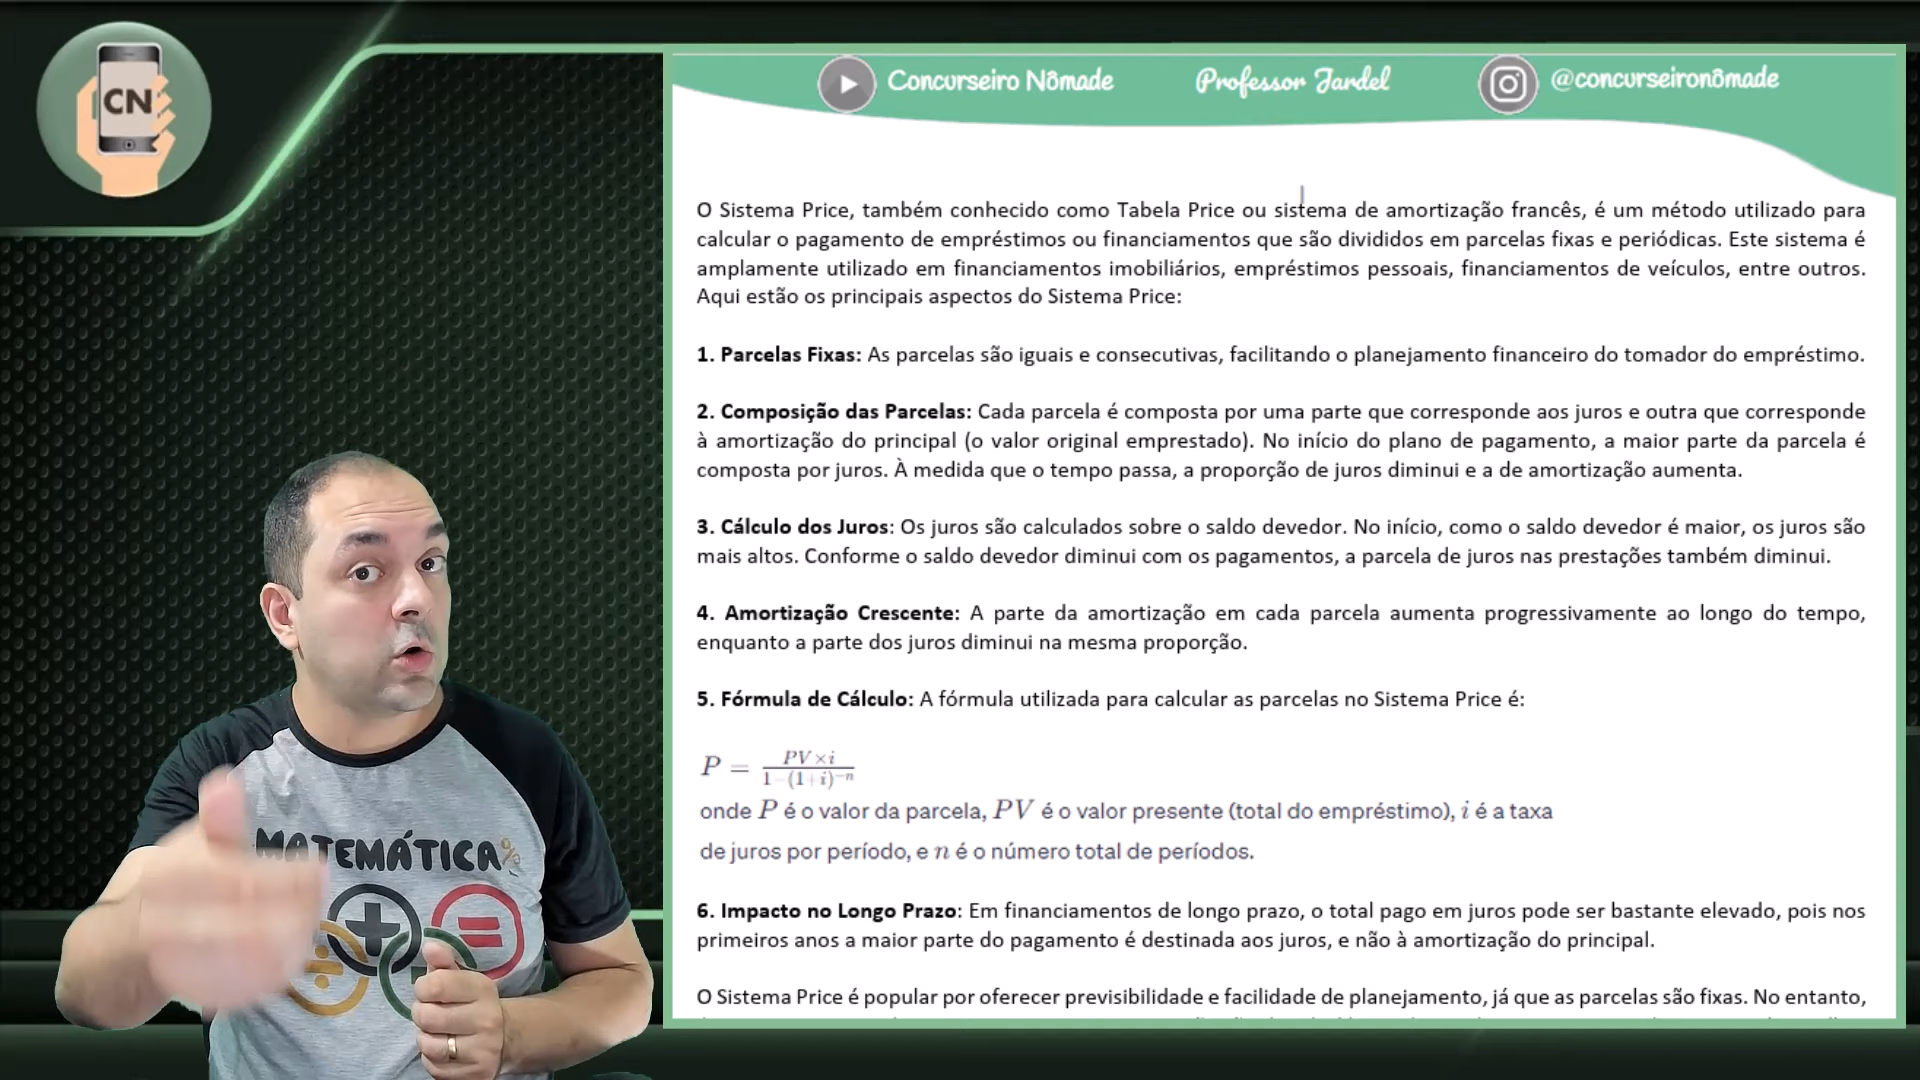 CN
Concurseiro Nômade
Professor Jardel
@concurseironômade
O Sistema Price, também conhecido como Tabela Price ou sistema de amortização francês, é um método utilizado para
calcular o pagamento de empréstimos ou financiamentos que são divididos em parcelas fixas e periódicas. Este sistema é
amplamente utilizado em financiamentos imobiliários, empréstimos pessoais, financiamentos de veículos, entre outros.
Aqui estão os principais aspectos do Sistema Price:
1. Parcelas Fixas: As parcelas são iguais e consecutivas, facilitando o planejamento financeiro do tomador do empréstimo.
2. Composição das Parcelas: Cada parcela é composta por uma parte que corresponde aos juros e outra que corresponde
à amortização do principal (o valor original emprestado). No início do plano de pagamento, a maior parte da parcela é
composta por juros. À medida que o tempo passa, a proporção de juros diminui e a de amortização aumenta.
3. Cálculo dos Juros: Os juros são calculados sobre o saldo devedor. No início, como o saldo devedor é maior, os juros são
mais altos. Conforme o saldo devedor diminui com os pagamentos, a parcela de juros nas prestações também diminui.
4. Amortização Crescente: A parte da amortização em cada parcela aumenta progressivamente ao longo do tempo,
enquanto a parte dos juros diminui na mesma proporção.
5. Fórmula de Cálculo: A fórmula utilizada para calcular as parcelas no Sistema Price é:
P = PV×i / 1−(1+i)^−n
onde P é o valor da parcela, PV é o valor presente (total do empréstimo), i é a taxa
de juros por período, e n é o número total de períodos.
6. Impacto no Longo Prazo: Em financiamentos de longo prazo, o total pago em juros pode ser bastante elevado, pois nos
primeiros anos a maior parte do pagamento é destinada aos juros, e não à amortização do principal.
O Sistema Price é popular por oferecer previsibilidade e facilidade de planejamento, já que as parcelas são fixas. No entanto,
MATEMÁTICA %
+ =
÷